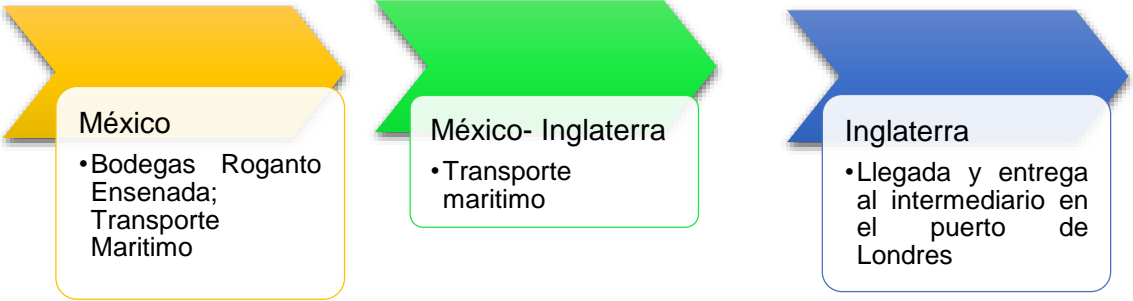 México
•Bodegas Roganto
Ensenada;
Transporte
Maritimo
México- Inglaterra
•Transporte
maritimo
Inglaterra
•Llegada y entrega
al intermediario en
el puerto de
Londres